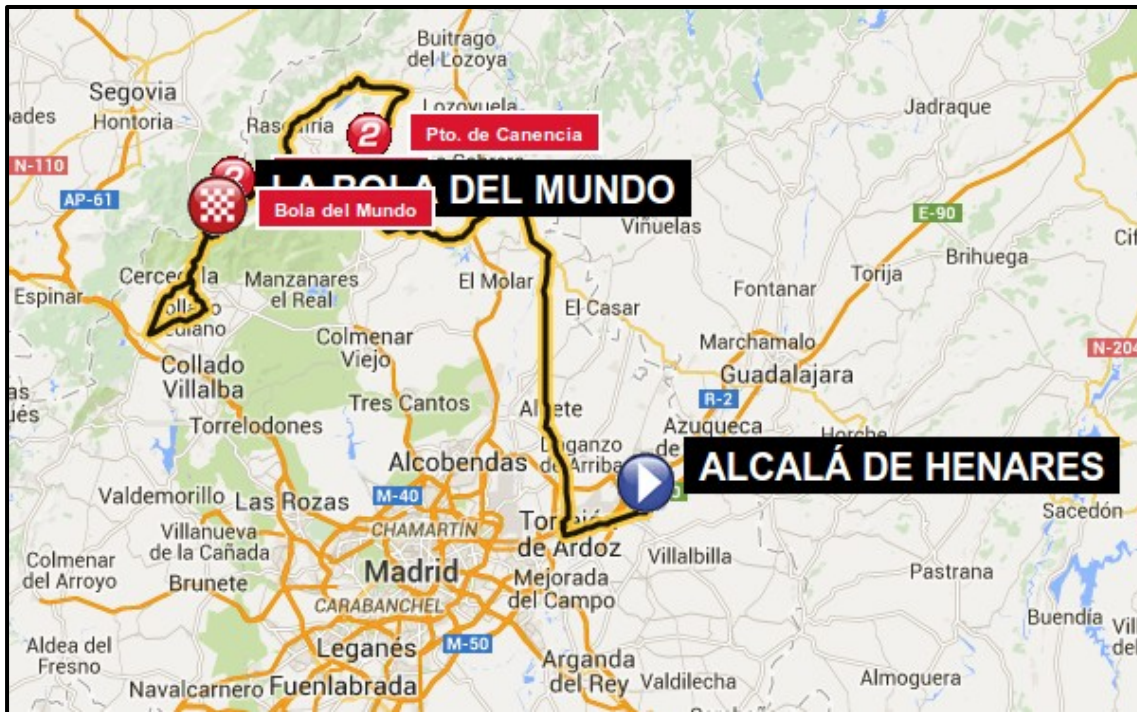 Buitrago
del Lozoya
Segovia
Hontoria
Jadraque
Lozoyuela
2
Pto. de Canencia
N-110
AP-61
LA BOLA DEL MUNDO
Bola del Mundo
E-90
Viñuelas
Brihuega
Torija
Cercedilla
Manzanares
el Real
El Molar
Espinar
El Casar
Fontanar
Colmenar
Viejo
Marchamalo
N-204
Collado
Villalba
Guadalajara
R-2
Tres Cantos
Torrelodones
Azuqueca
Horche
Alcobendas
ALCALÁ DE HENARES
Valdemorillo
Las Rozas
M-40
Sacedón
CHAMARTÍN
Villanueva
de la Cañada
de Ardoz
Villalbilla
Colmenar
del Arroyo
Brunete
Madrid
Mejorada
del Campo
Pastrana
CARABANCHEL
Buendía
Aldea del
Fresno
Leganés
M-50
Arganda
del Rey
Valdilecha
Almoguera
Navalcarnero
Fuenlabrada